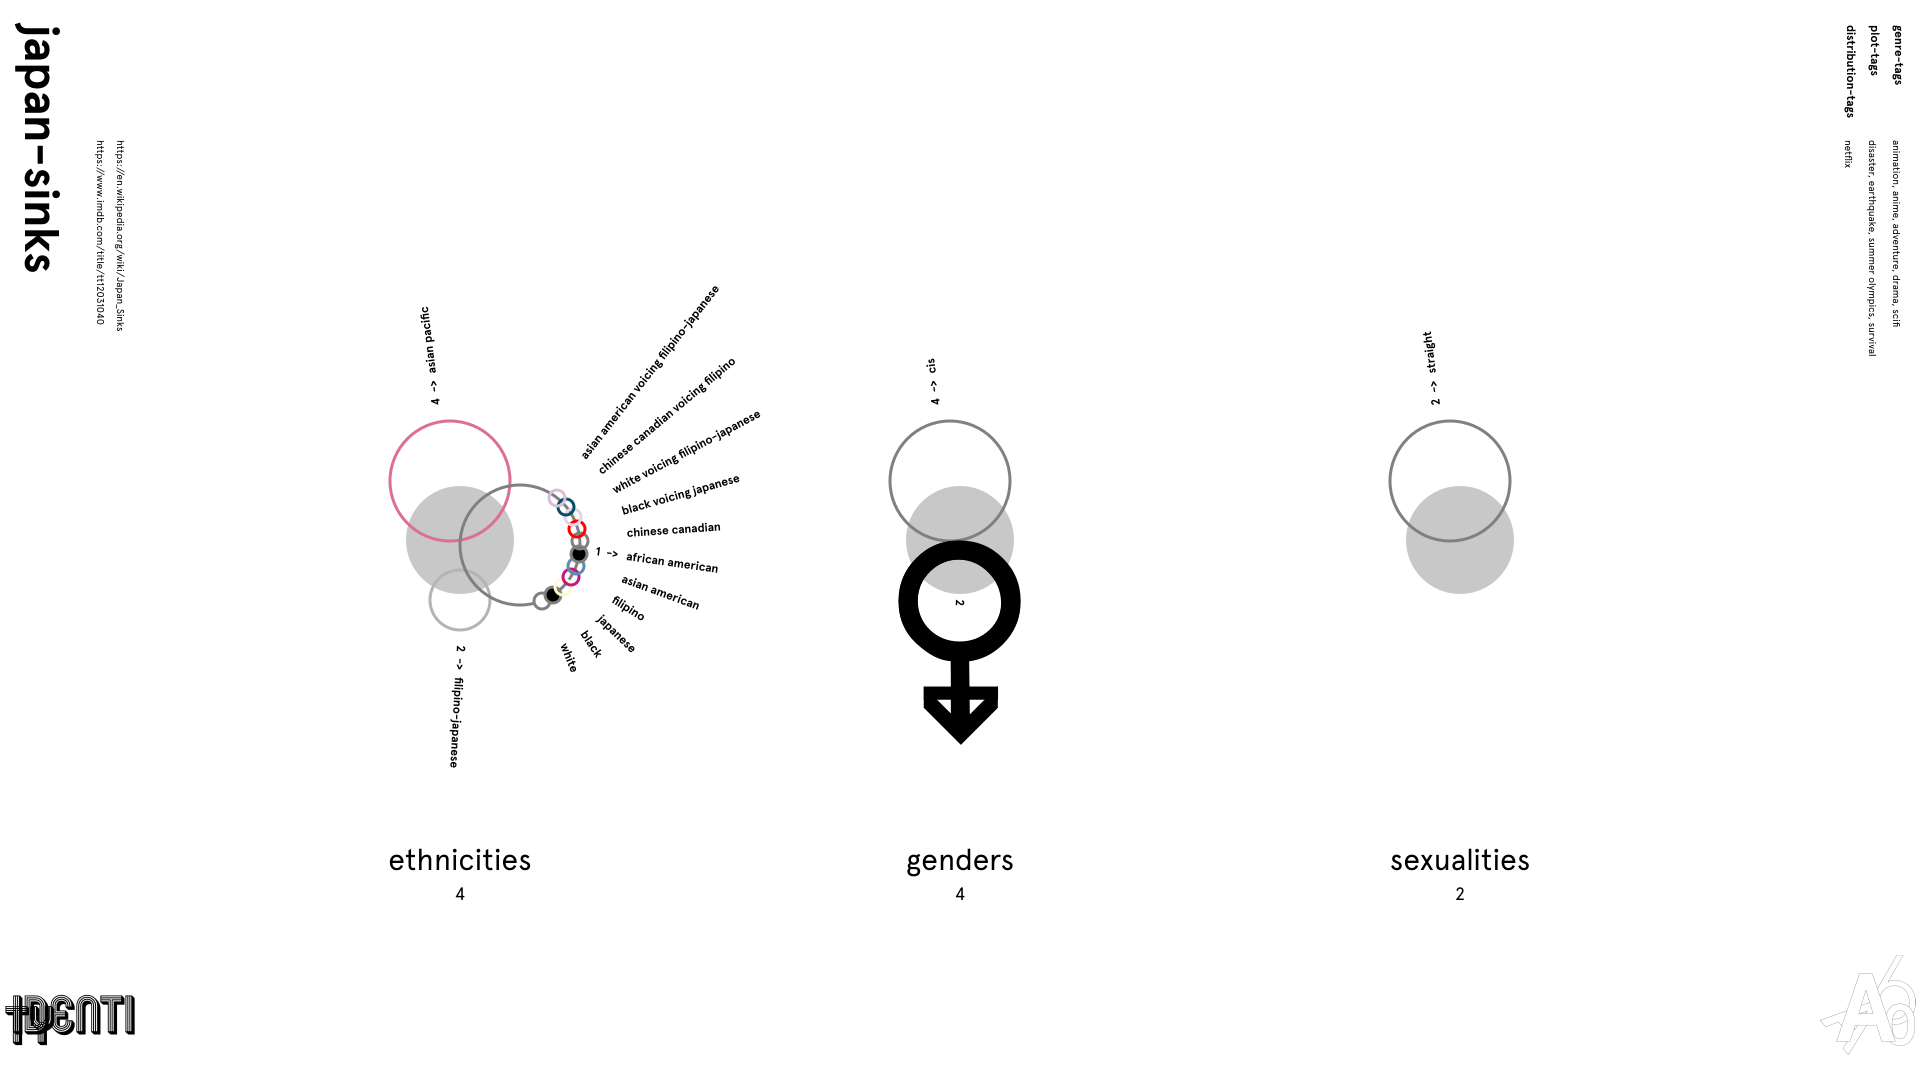 japan-sinks
https://en.wikipedia.org/wiki/Japan_Sinks
https://www.imdb.com/title/tt12031040
genre-tags
animation, anime, adventure, drama, scifi
plot-tags
disaster, earthquake, summer olympics, survival
distribution-tags
netflix
4 -> asian pacific
asian american voicing filipino-japanese
chinese canadian voicing filipino
white voicing filipino-japanese
black voicing japanese
chinese canadian
1 -> african american
asian american
filipino
japanese
black
white
2 -> filipino-japanese
ethnicities
4
4 -> cis
2
genders
4
2 -> straight
sexualities
2
IDENTI